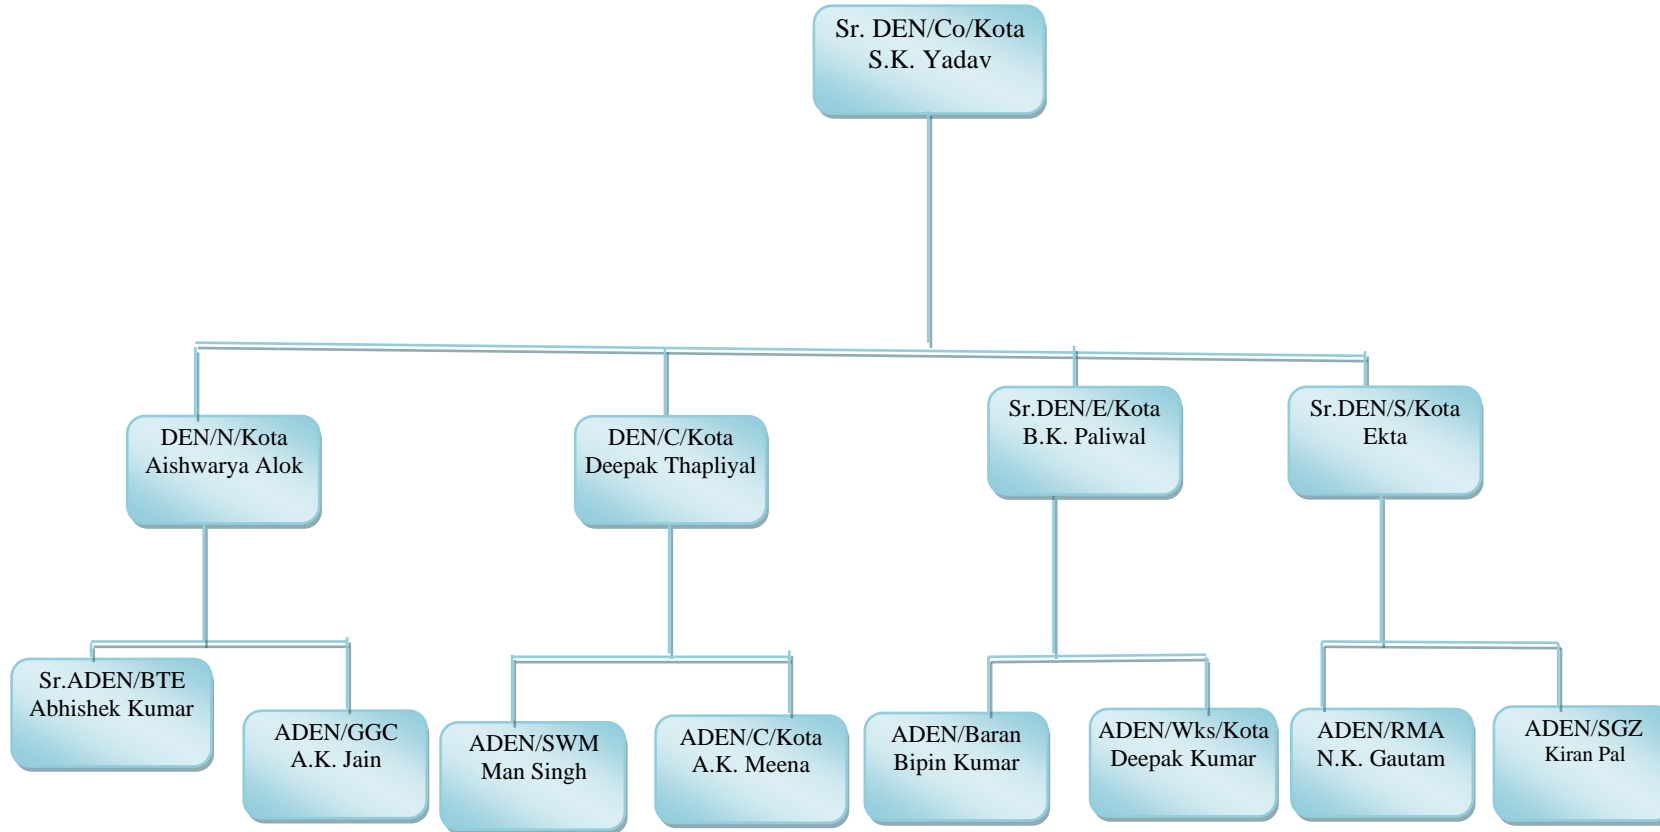 Sr. DEN/Co/Kota
S.K. Yadav
DEN/N/Kota
Aishwarya Alok
DEN/C/Kota
Deepak Thapliyal
Sr.DEN/E/Kota
B.K. Paliwal
Sr.DEN/S/Kota
Ekta
Sr.ADEN/BTE
Abhishek Kumar
ADEN/GGC
A.K. Jain
ADEN/SWM
Man Singh
ADEN/C/Kota
A.K. Meena
ADEN/Baran
Bipin Kumar
ADEN/Wks/Kota
Deepak Kumar
ADEN/RMA
N.K. Gautam
ADEN/SGZ
Kiran Pal